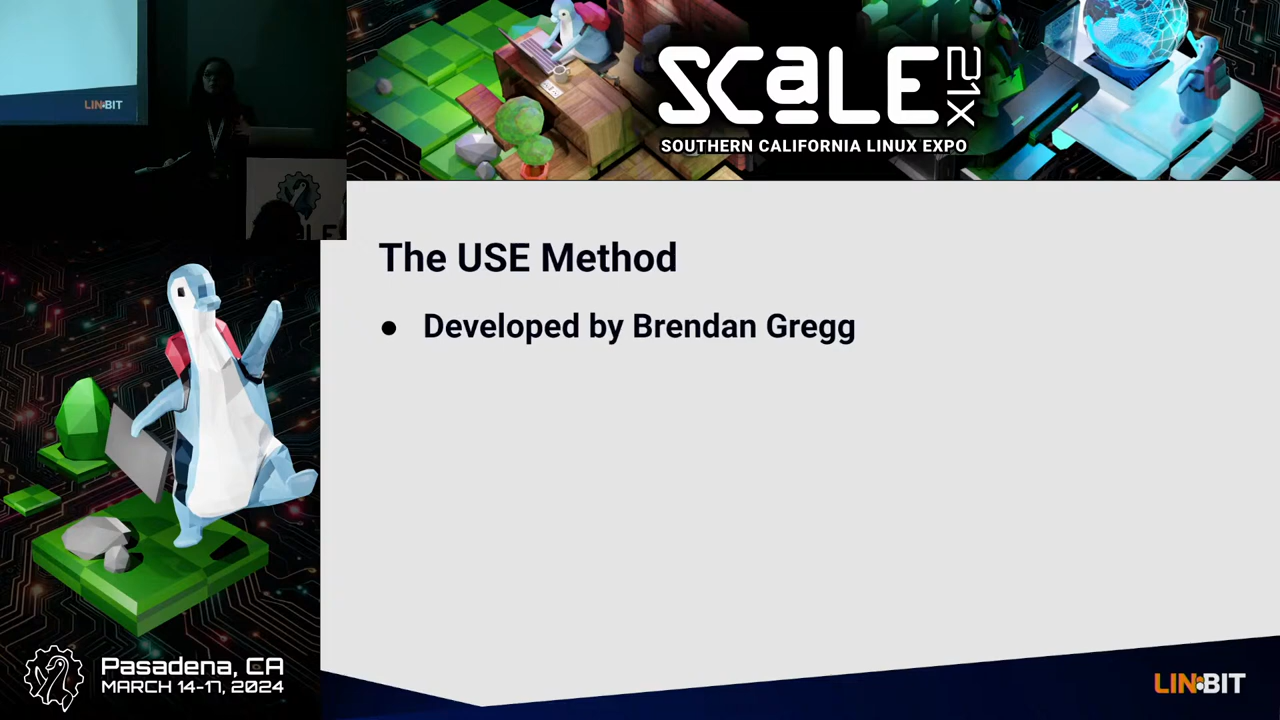 LINBIT
SCaLE 21x
SOUTHERN CALIFORNIA LINUX EXPO
The USE Method
● Developed by Brendan Gregg
Pasadena, CA
MARCH 14-17, 2024
LINBIT